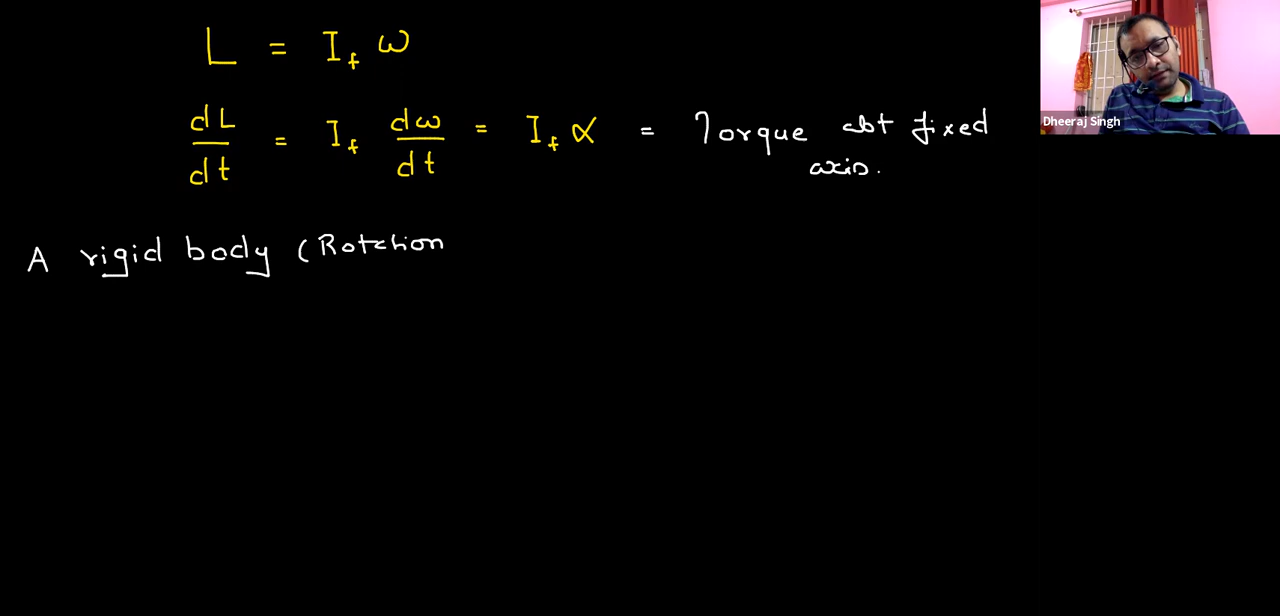 L = I_f ω
Dheeraj Singh
dL/dt = I_f dω/dt = I_f α = Torque abt fixed
axis.
A rigid body (Rotation